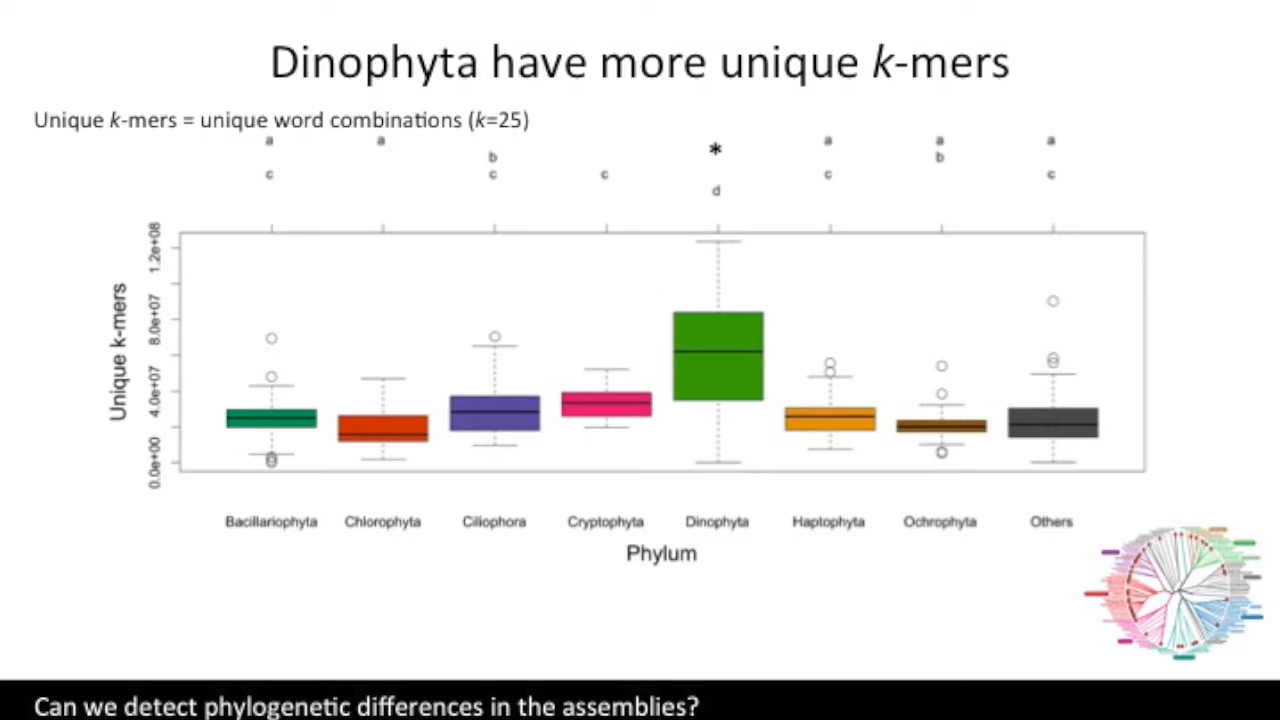 Dinophyta have more unique k-mers
Unique k-mers = unique word combinations (k=25)
a a a a a
b * b
c c c c c
d
Unique k-mers
1.2e+08
8.0e+07
4.0e+07
0.0e+00
Bacillariophyta Chlorophyta Ciliophora Cryptophyta Dinophyta Haptophyta Ochrophyta Others
Phylum
Can we detect phylogenetic differences in the assemblies?